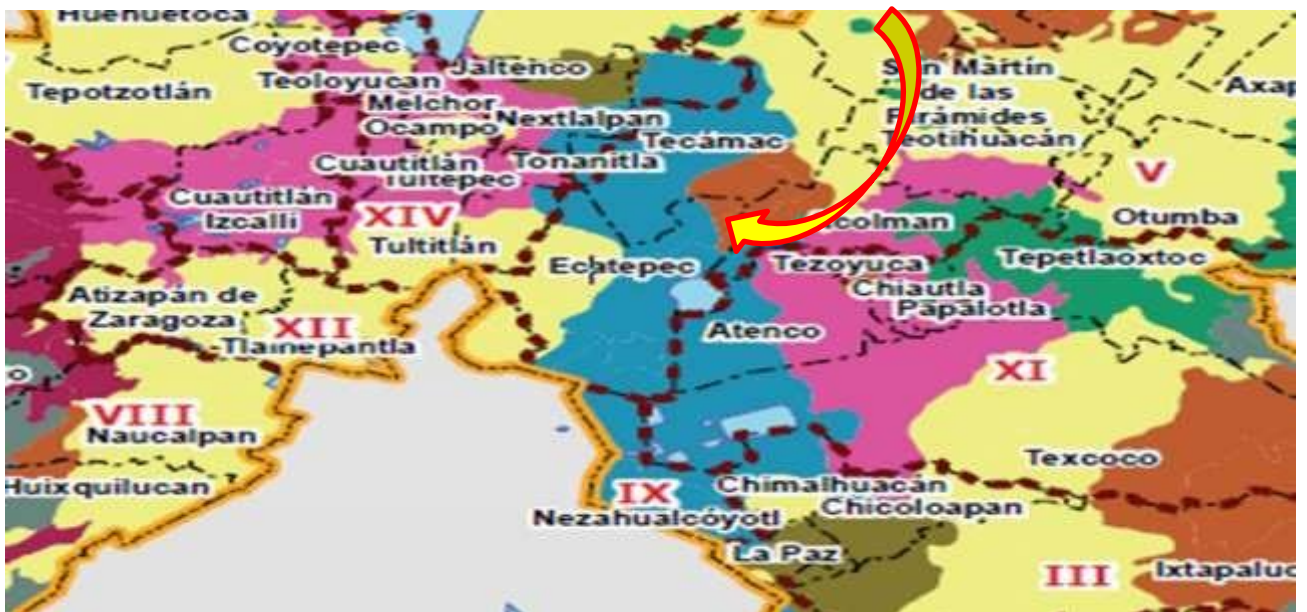 Huehuetoca
Coyotepec
Teoloyucan
Tepotzotlán
Jaltenco
Melchor
Ocampo
Nextlalpan
Tecámac
San Martín
de las
Pirámides
Teotihuacán
Axap
Cuautitlán
Tultepec
Tonanitla
Cuautitlán
Izcalli
XIV
Tultitlán
Ecatepec
colman
V
Otumba
Tezoyuca
Tepetlaoxtoc
Chiautla
Papalotla
Atizapán de
Zaragoza
XII
Tlalnepantla
Atenco
XI
o
VIII
Naucalpan
Huixquilucan
Texcoco
IX
Chimalhuacán
Nezahualcóyotl
Chicoloapan
La Paz
III
Ixtapaluc